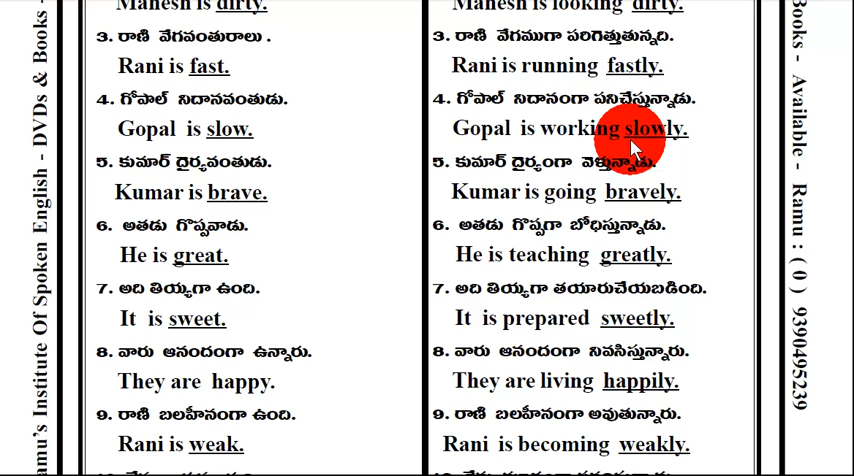 Mahesh is dirty.
3. రాణి వేగవంతురాలు .
Rani is fast.
4. గోపాల్ నిదానవంతుడు.
Gopal is slow.
5. కుమార్ ధైర్యవంతుడు.
Kumar is brave.
6. అతడు గొప్పవాడు.
He is great.
7. అది తియ్యగా ఉంది.
It is sweet.
8. వారు ఆనందంగా ఉన్నారు.
They are happy.
9. రాణి బలహీనంగా ఉంది.
Rani is weak.
Mahesh is looking dirty.
3. రాణి వేగముగా పరిగెత్తుతున్నది.
Rani is running fastly.
4. గోపాల్ నిదానంగా పనిచేస్తున్నాడు.
Gopal is working slowly.
5. కుమార్ ధైర్యంగా వెళ్తున్నాడు.
Kumar is going bravely.
6. అతడు గొప్పగా బోధిస్తున్నాడు.
He is teaching greatly.
7. అది తియ్యగా తయారుచేయబడింది.
It is prepared sweetly.
8. వారు ఆనందంగా నివసిస్తున్నారు.
They are living happily.
9. రాణి బలహీనంగా అవుతున్నారు.
Rani is becoming weakly.
amu's Institute Of Spoken English - DVDs & Books -
Books - Available - Ramu : ( 0 ) 9390495239